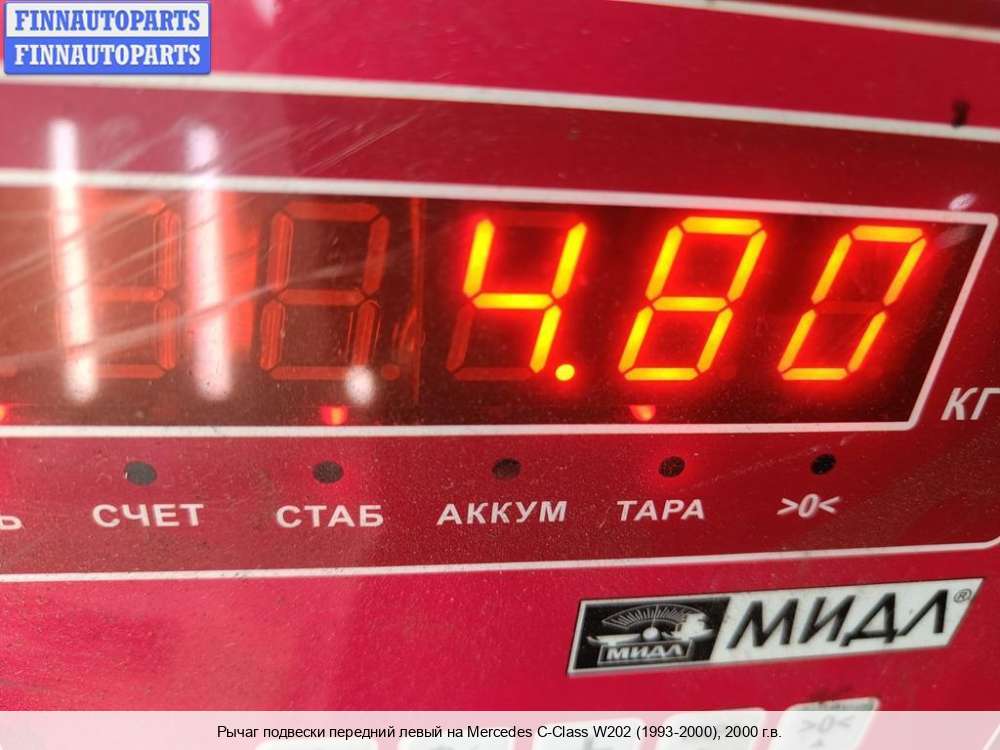 FINNAUTOPARTS
FINNAUTOPARTS
4.80
КГ
Ь СЧЕТ СТАБ АККУМ ТАРА >0<
МИДЛ МИДЛ®
>0<
Рычаг подвески передний левый на Mercedes C-Class W202 (1993-2000), 2000 г.в.